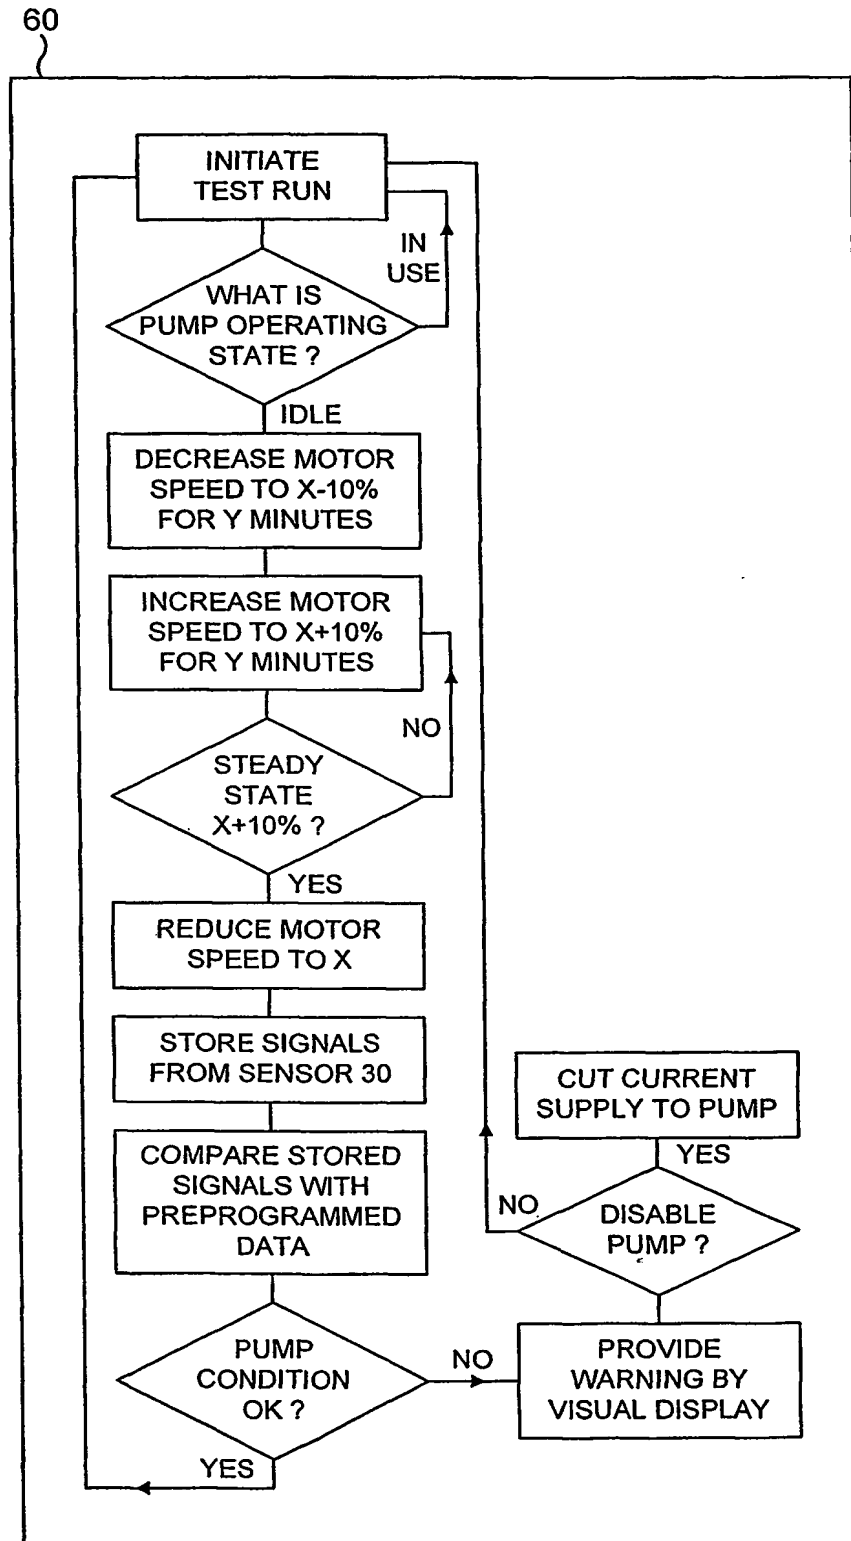 60
INITIATE
TEST RUN
IN
USE
WHAT IS
PUMP OPERATING
STATE ?
IDLE
DECREASE MOTOR
SPEED TO X-10%
FOR Y MINUTES
INCREASE MOTOR
SPEED TO X+10%
FOR Y MINUTES
NO
STEADY
STATE
X+10% ?
YES
REDUCE MOTOR
SPEED TO X
STORE SIGNALS
FROM SENSOR 30
COMPARE STORED
SIGNALS WITH
PREPROGRAMMED
DATA
PUMP
CONDITION
OK ?
YES
NO
PROVIDE
WARNING BY
VISUAL DISPLAY
DISABLE
PUMP ?
NO
YES
CUT CURRENT
SUPPLY TO PUMP